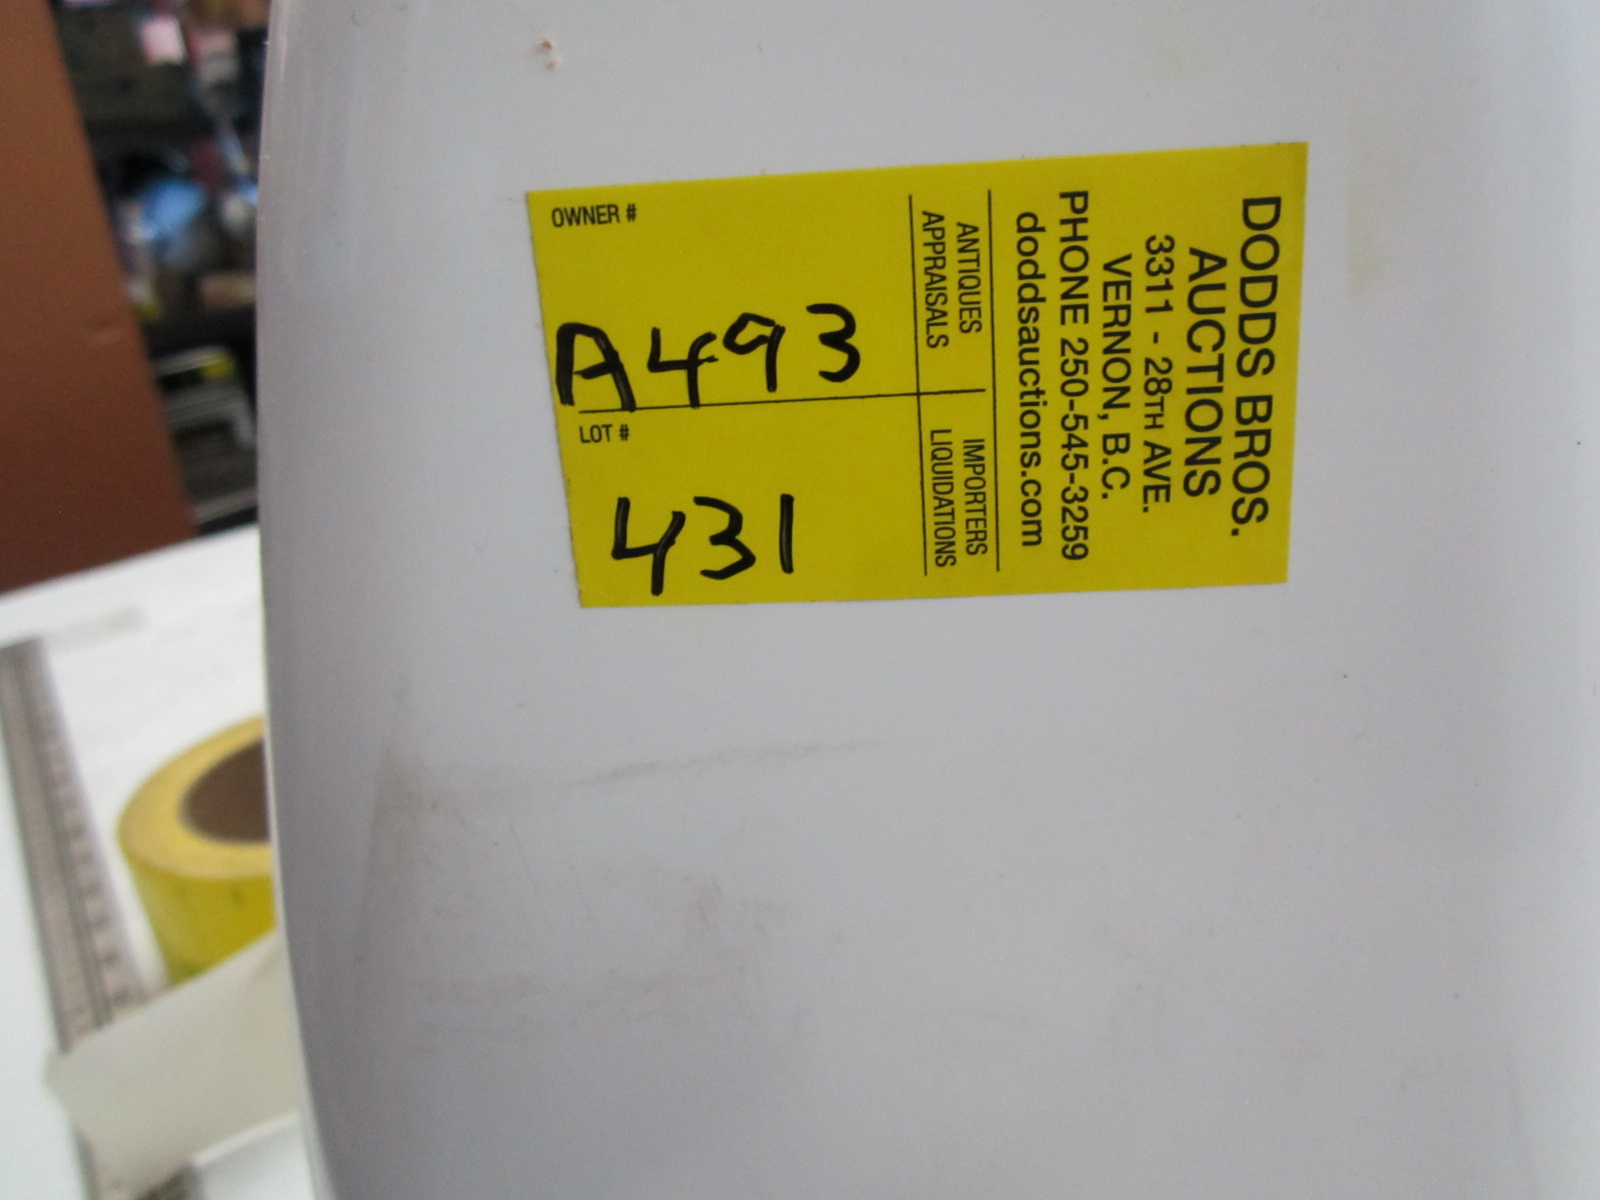 DODDS BROS.
AUCTIONS
3311 - 28TH AVE.
VERNON, B.C.
PHONE 250-545-3259
doddsauctions.com
ANTIQUES
APPRAISALS
IMPORTERS
LIQUIDATIONS
OWNER #
A493
LOT #
431